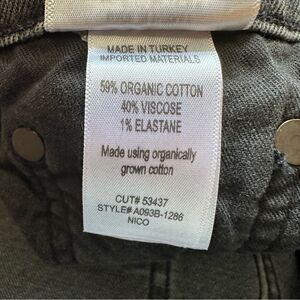 MADE IN TURKEY
IMPORTED MATERIALS
59% ORGANIC COTTON
40% VISCOSE
1% ELASTANE
Made using organically
grown cotton
CUT# 53437
STYLE# A093B-1286
NICO